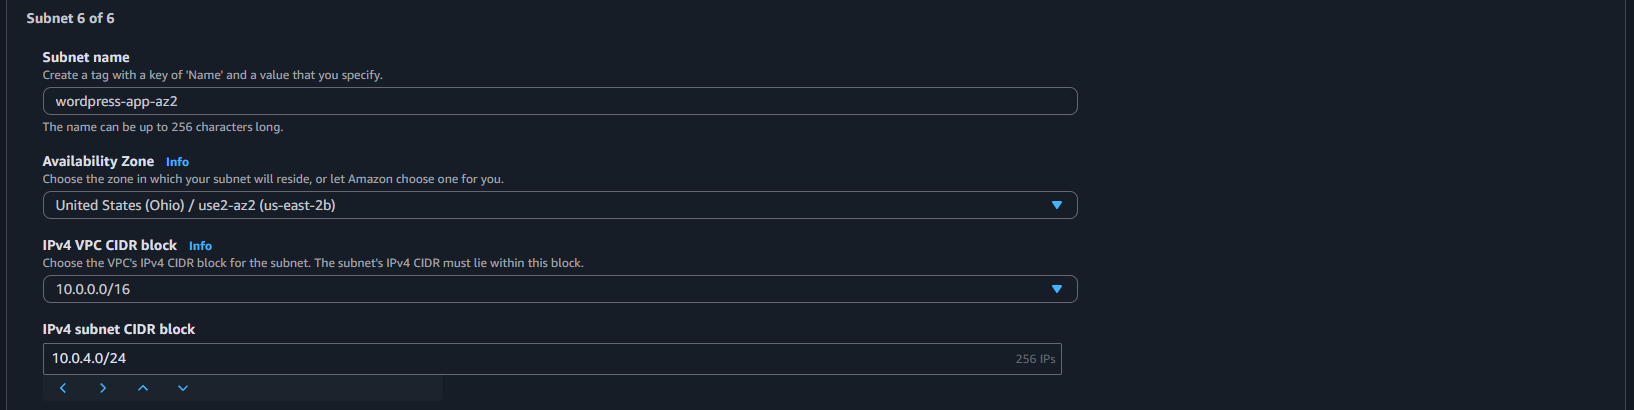 Subnet 6 of 6
Subnet name
Create a tag with a key of 'Name' and a value that you specify.
wordpress-app-az2
The name can be up to 256 characters long.
Availability Zone Info
Choose the zone in which your subnet will reside, or let Amazon choose one for you.
United States (Ohio) / use2-az2 (us-east-2b)
IPv4 VPC CIDR block Info
Choose the VPC's IPv4 CIDR block for the subnet. The subnet's IPv4 CIDR must lie within this block.
10.0.0.0/16
IPv4 subnet CIDR block
10.0.4.0/24 256 IPs